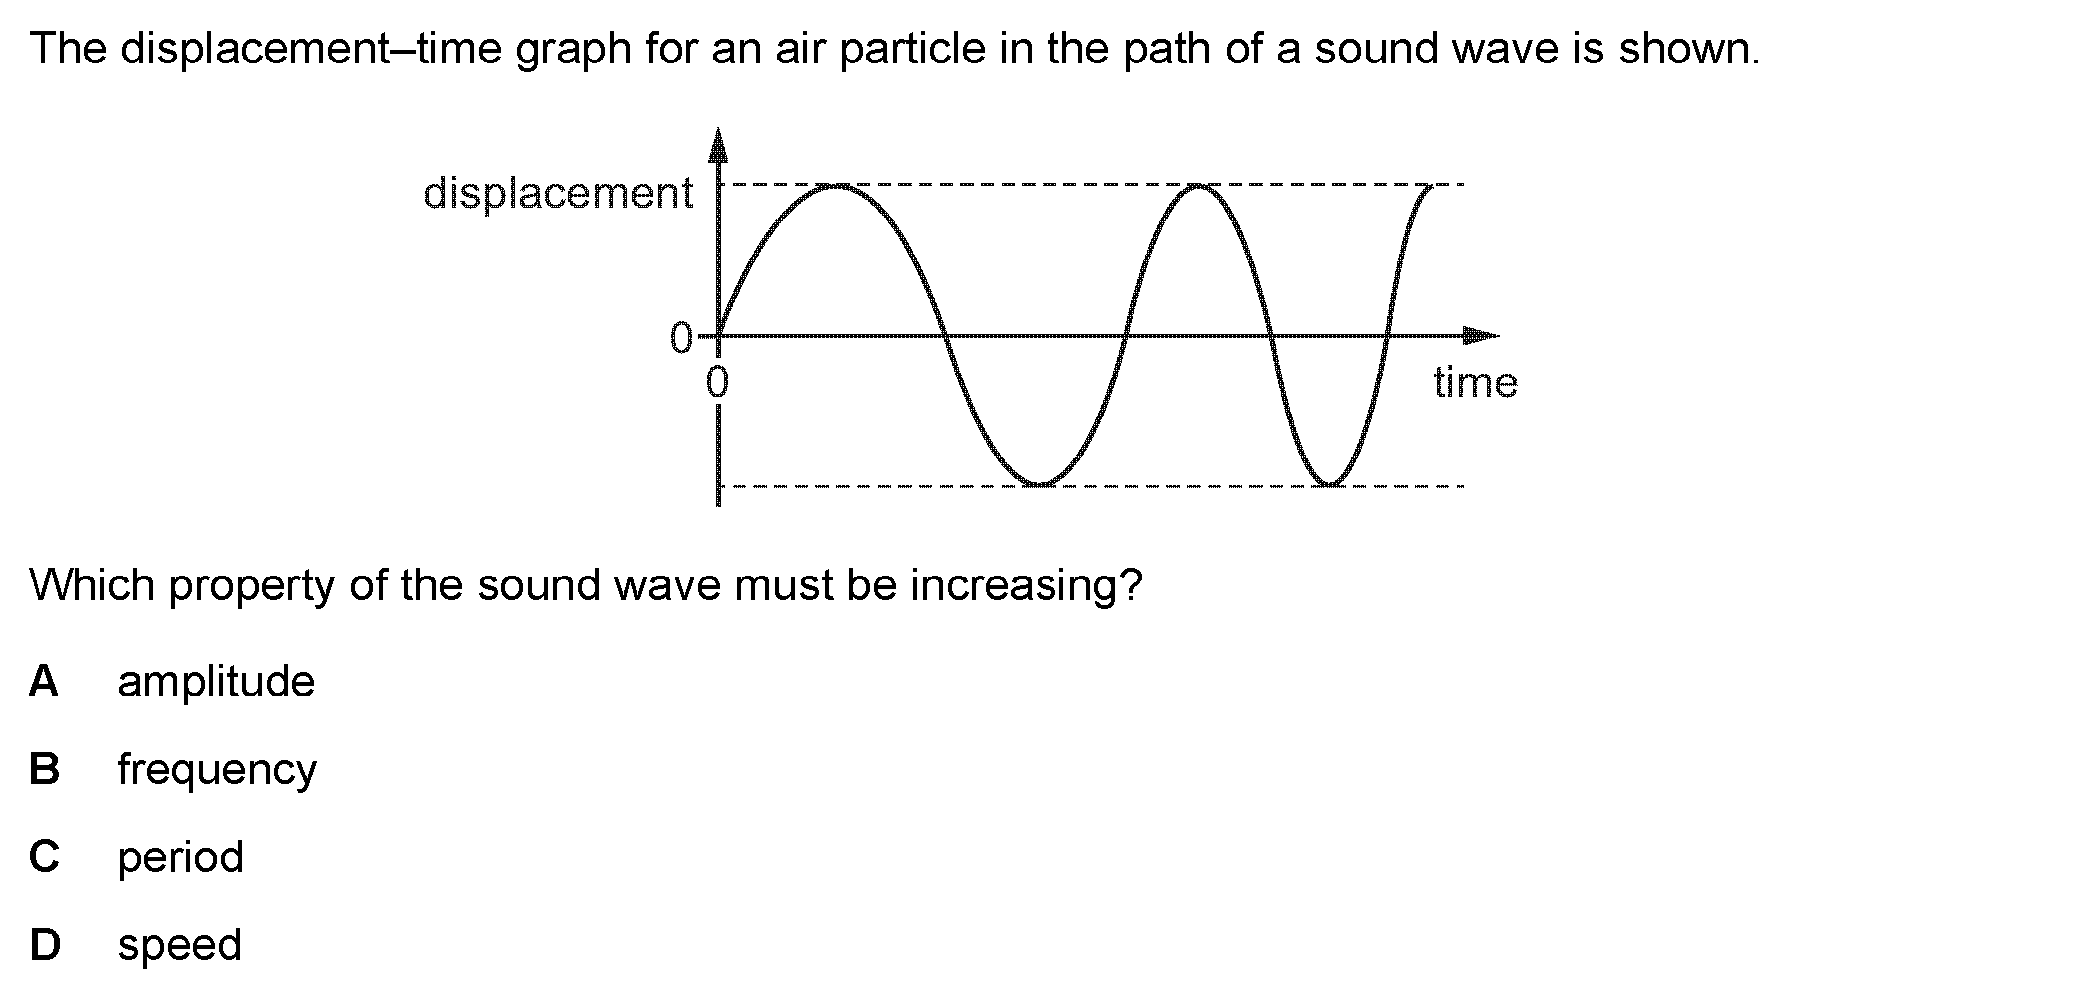 The displacement–time graph for an air particle in the path of a sound wave is shown.
displacement
0
0
time
Which property of the sound wave must be increasing?
A amplitude
B frequency
C period
D speed